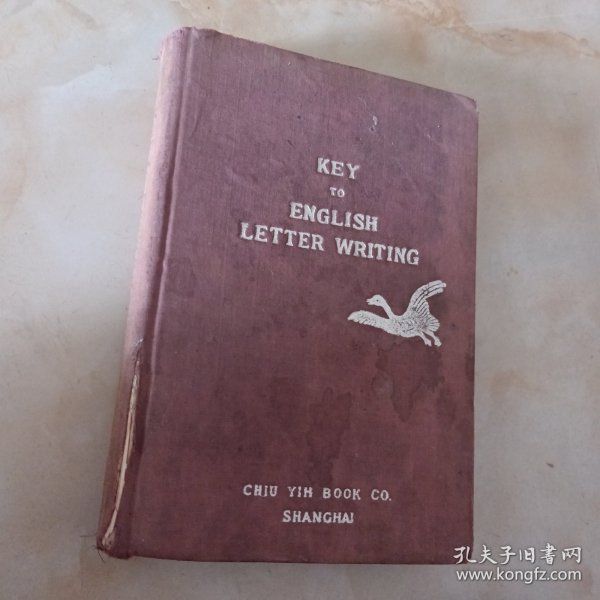 KEY
TO
ENGLISH
LETTER WRITING
CHIU YIH BOOK CO.
SHANGHAI
孔夫子旧书网
www.kongfz.com